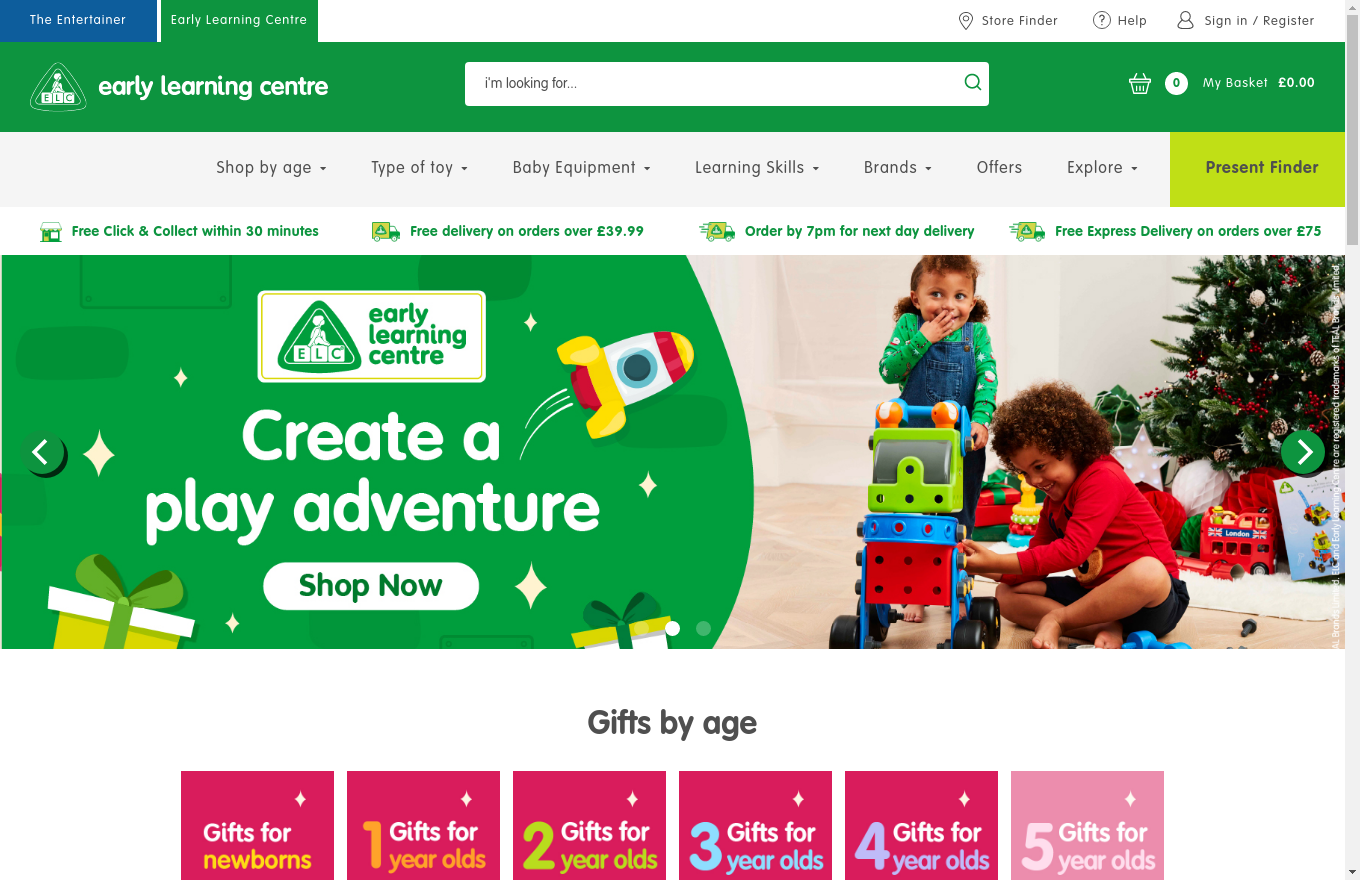 The Entertainer
Early Learning Centre
Store Finder
Help
Sign in / Register
ELC
early learning centre
i'm looking for...
0
My Basket £0.00
Shop by age
Type of toy
Baby Equipment
Learning Skills
Brands
Offers
Explore
Present Finder
Free Click & Collect within 30 minutes
Free delivery on orders over £39.99
Order by 7pm for next day delivery
Free Express Delivery on orders over £75
ELC
early
learning
centre
Create a
play adventure
Shop Now
London
AL Brands Limited. ELC and Early Learning Centre are registered trademarks of TEAL Brands Limited.
Gifts by age
Gifts for
newborns
1 Gifts for
year olds
2 Gifts for
year olds
3 Gifts for
year olds
4 Gifts for
year olds
5 Gifts for
year olds